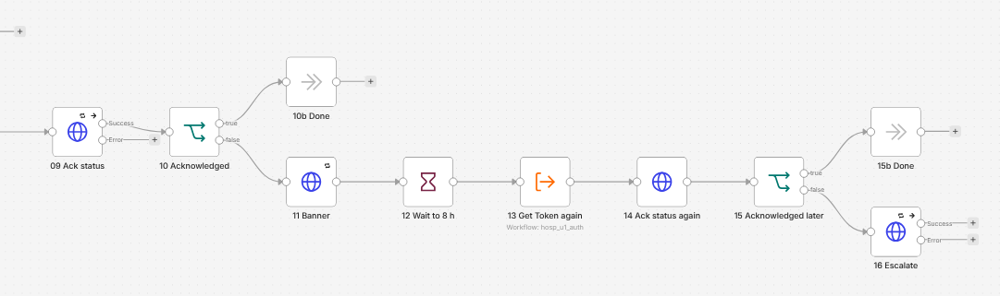 10b Done
true
false
Success
Error
09 Ack status
10 Acknowledged
11 Banner
12 Wait to 8 h
13 Get Token again
Workflow: hosp_u1_auth
14 Ack status again
15 Acknowledged later
true
false
15b Done
Success
Error
16 Escalate